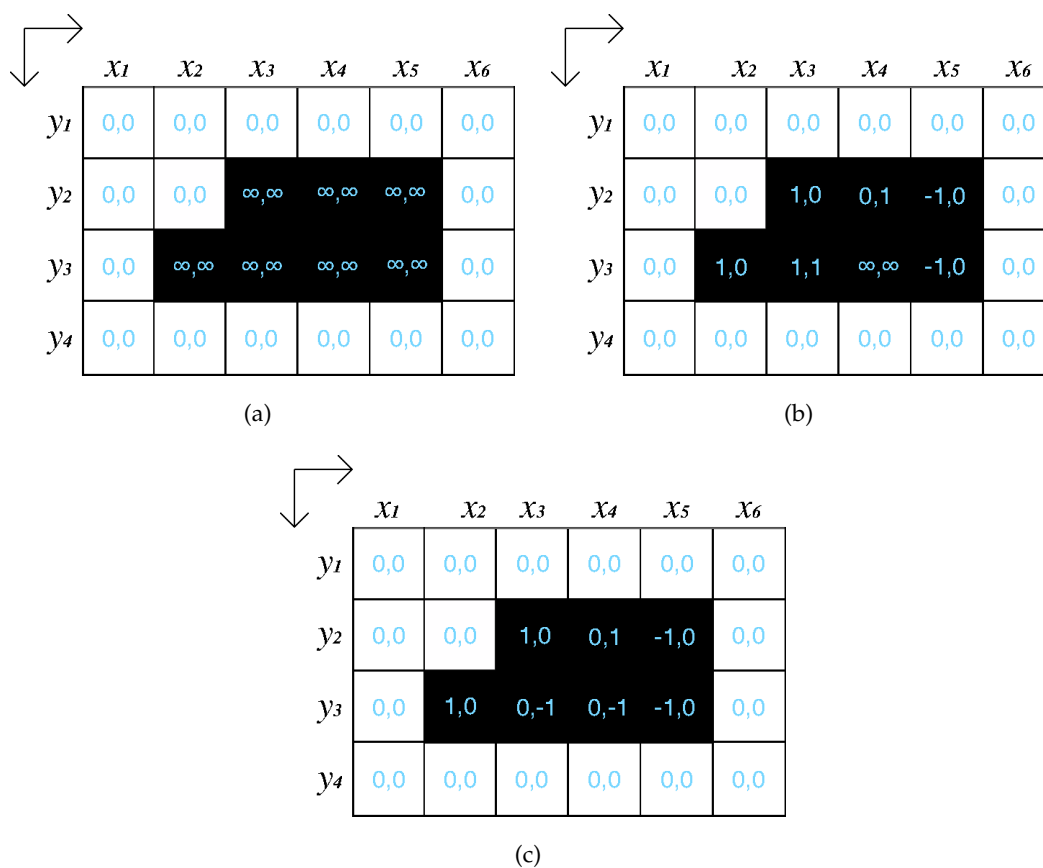 x1 x2 x3 x4 x5 x6
y1 0,0 0,0 0,0 0,0 0,0 0,0
y2 0,0 0,0 ∞,∞ ∞,∞ ∞,∞ 0,0
y3 0,0 ∞,∞ ∞,∞ ∞,∞ ∞,∞ 0,0
y4 0,0 0,0 0,0 0,0 0,0 0,0
(a)
x1 x2 x3 x4 x5 x6
y1 0,0 0,0 0,0 0,0 0,0 0,0
y2 0,0 0,0 1,0 0,1 -1,0 0,0
y3 0,0 1,0 1,1 ∞,∞ -1,0 0,0
y4 0,0 0,0 0,0 0,0 0,0 0,0
(b)
x1 x2 x3 x4 x5 x6
y1 0,0 0,0 0,0 0,0 0,0 0,0
y2 0,0 0,0 1,0 0,1 -1,0 0,0
y3 0,0 1,0 0,-1 0,-1 -1,0 0,0
y4 0,0 0,0 0,0 0,0 0,0 0,0
(c)